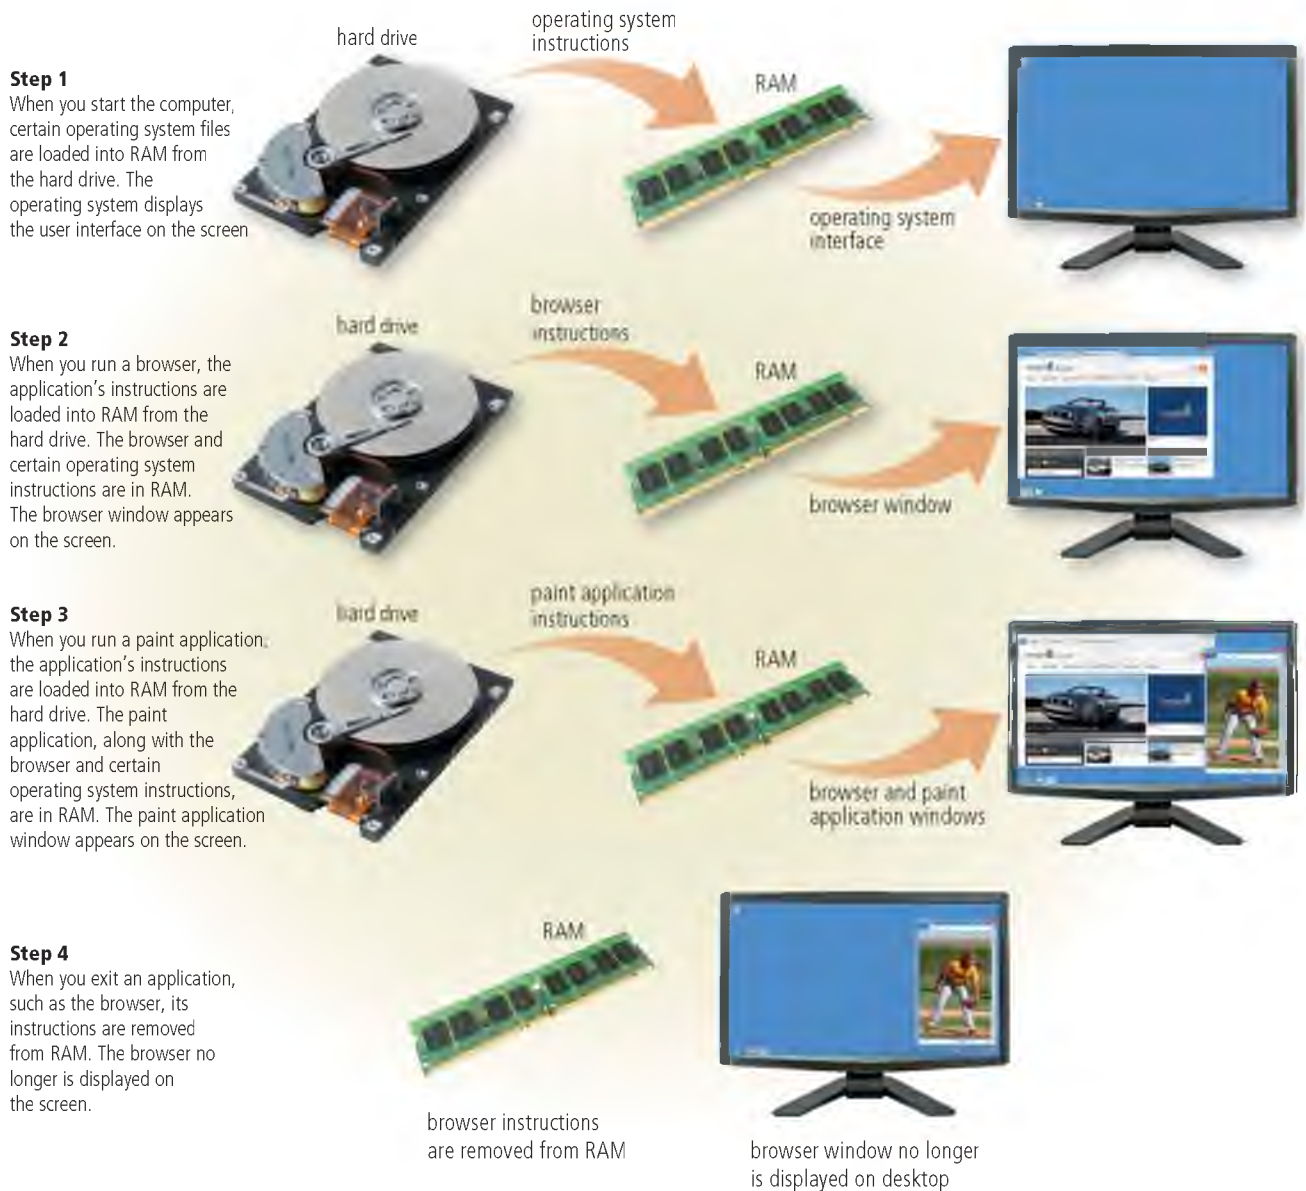 Step 1
When you start the computer,
certain operating system files
are loaded into RAM from
the hard drive. The
operating system displays
the user interface on the screen
hard drive
operating system
instructions
RAM
operating system
interface
Step 2
When you run a browser, the
application's instructions are
loaded into RAM from the
hard drive. The browser and
certain operating system
instructions are in RAM.
The browser window appears
on the screen.
hard drive
browser
instructions
RAM
browser window
Step 3
When you run a paint application,
the application's instructions
are loaded into RAM from the
hard drive. The paint
application, along with the
browser and certain
operating system instructions,
are in RAM. The paint application
window appears on the screen.
hard drive
paint application
instructions
RAM
browser and paint
application windows
Step 4
When you exit an application,
such as the browser, its
instructions are removed
from RAM. The browser no
longer is displayed on
the screen.
RAM
browser instructions
are removed from RAM
browser window no longer
is displayed on desktop